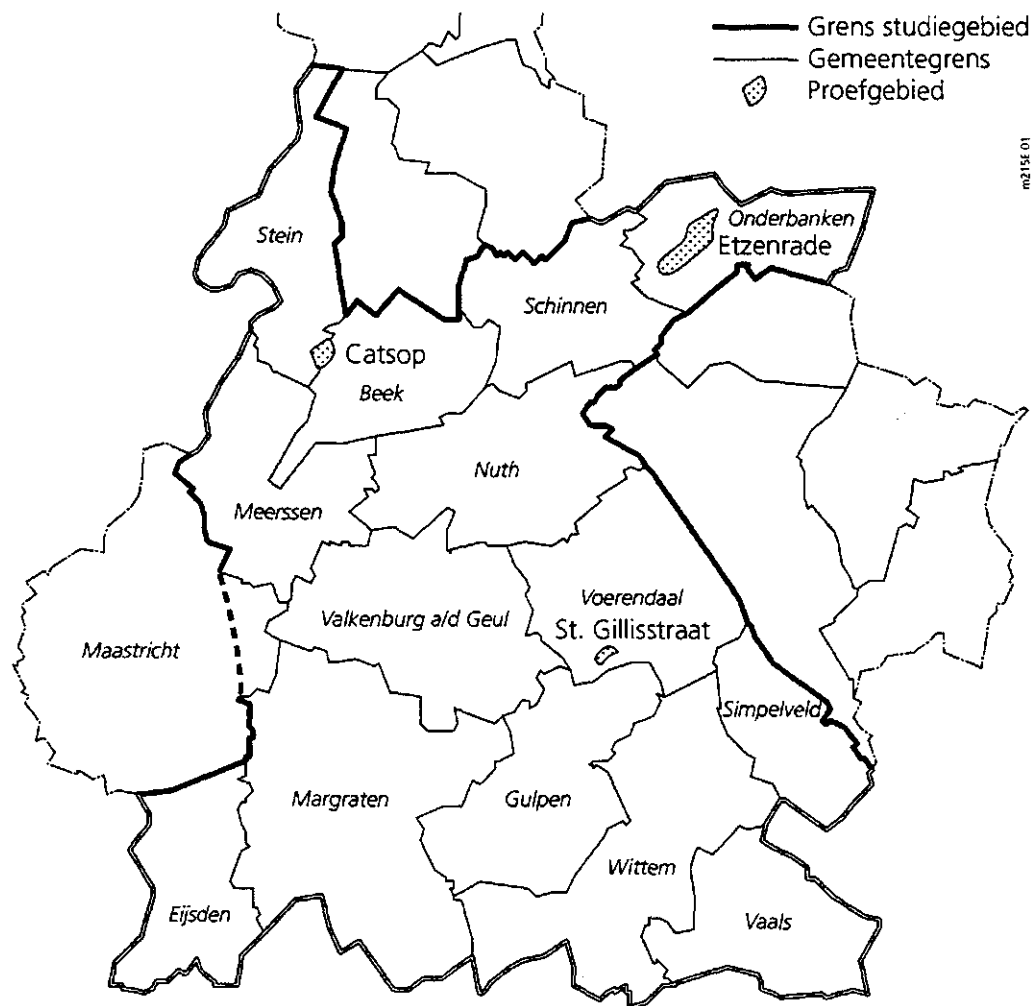 Grens studiegebied
Gemeentegrens
Proefgebied
m215E 01
Onderbanken
Etzenrade
Stein
Schinnen
Catsop
Beek
Nuth
Meerssen
Voerendaal
Valkenburg a/d Geul
St. Gillisstraat
Maastricht
Simpelveld
Margraten
Gulpen
Wittem
Eijsden
Vaals